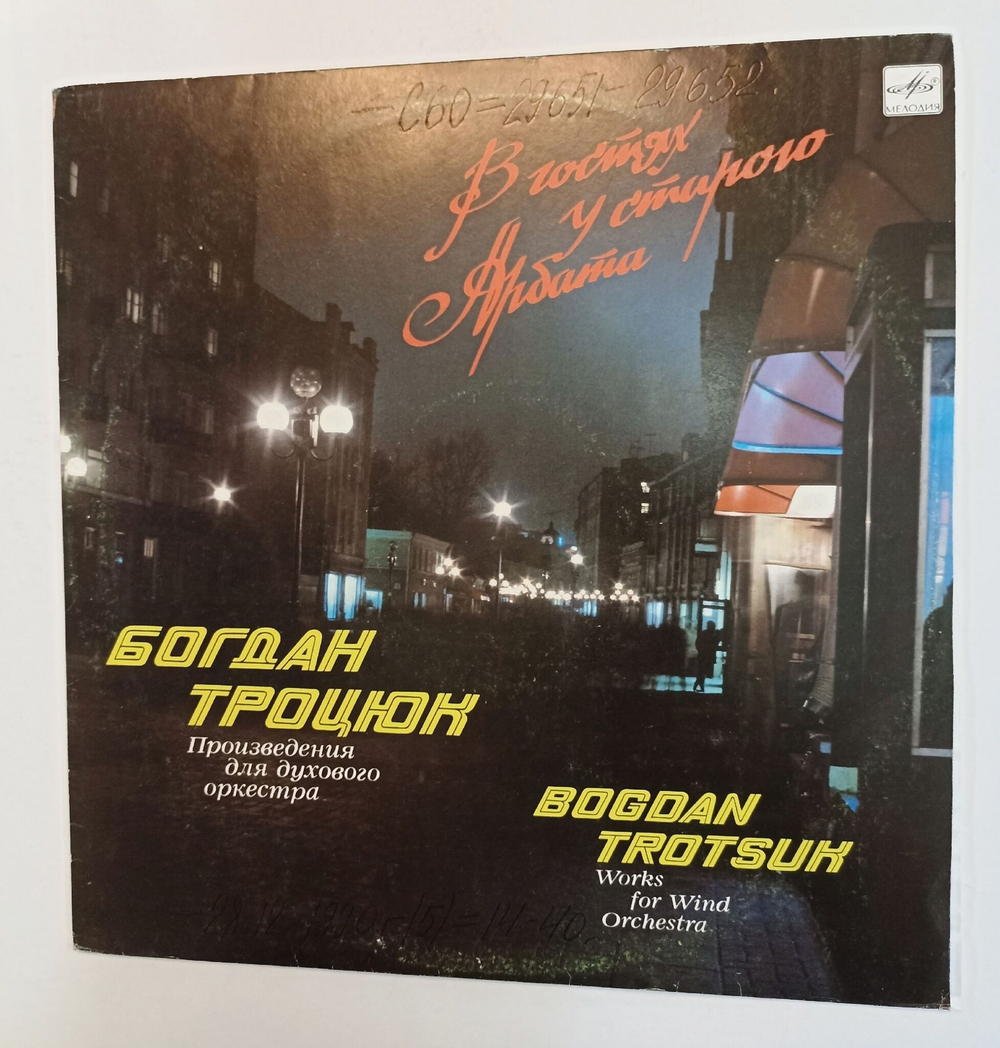 — С60=29651-29652.
МЕЛОДИЯ
В гостях
у старого
Арбата
БОГДАН
ТРОЦЮК
Произведения
для духового
оркестра
BOGDAN
TROTSUK
Works
for Wind
Orchestra